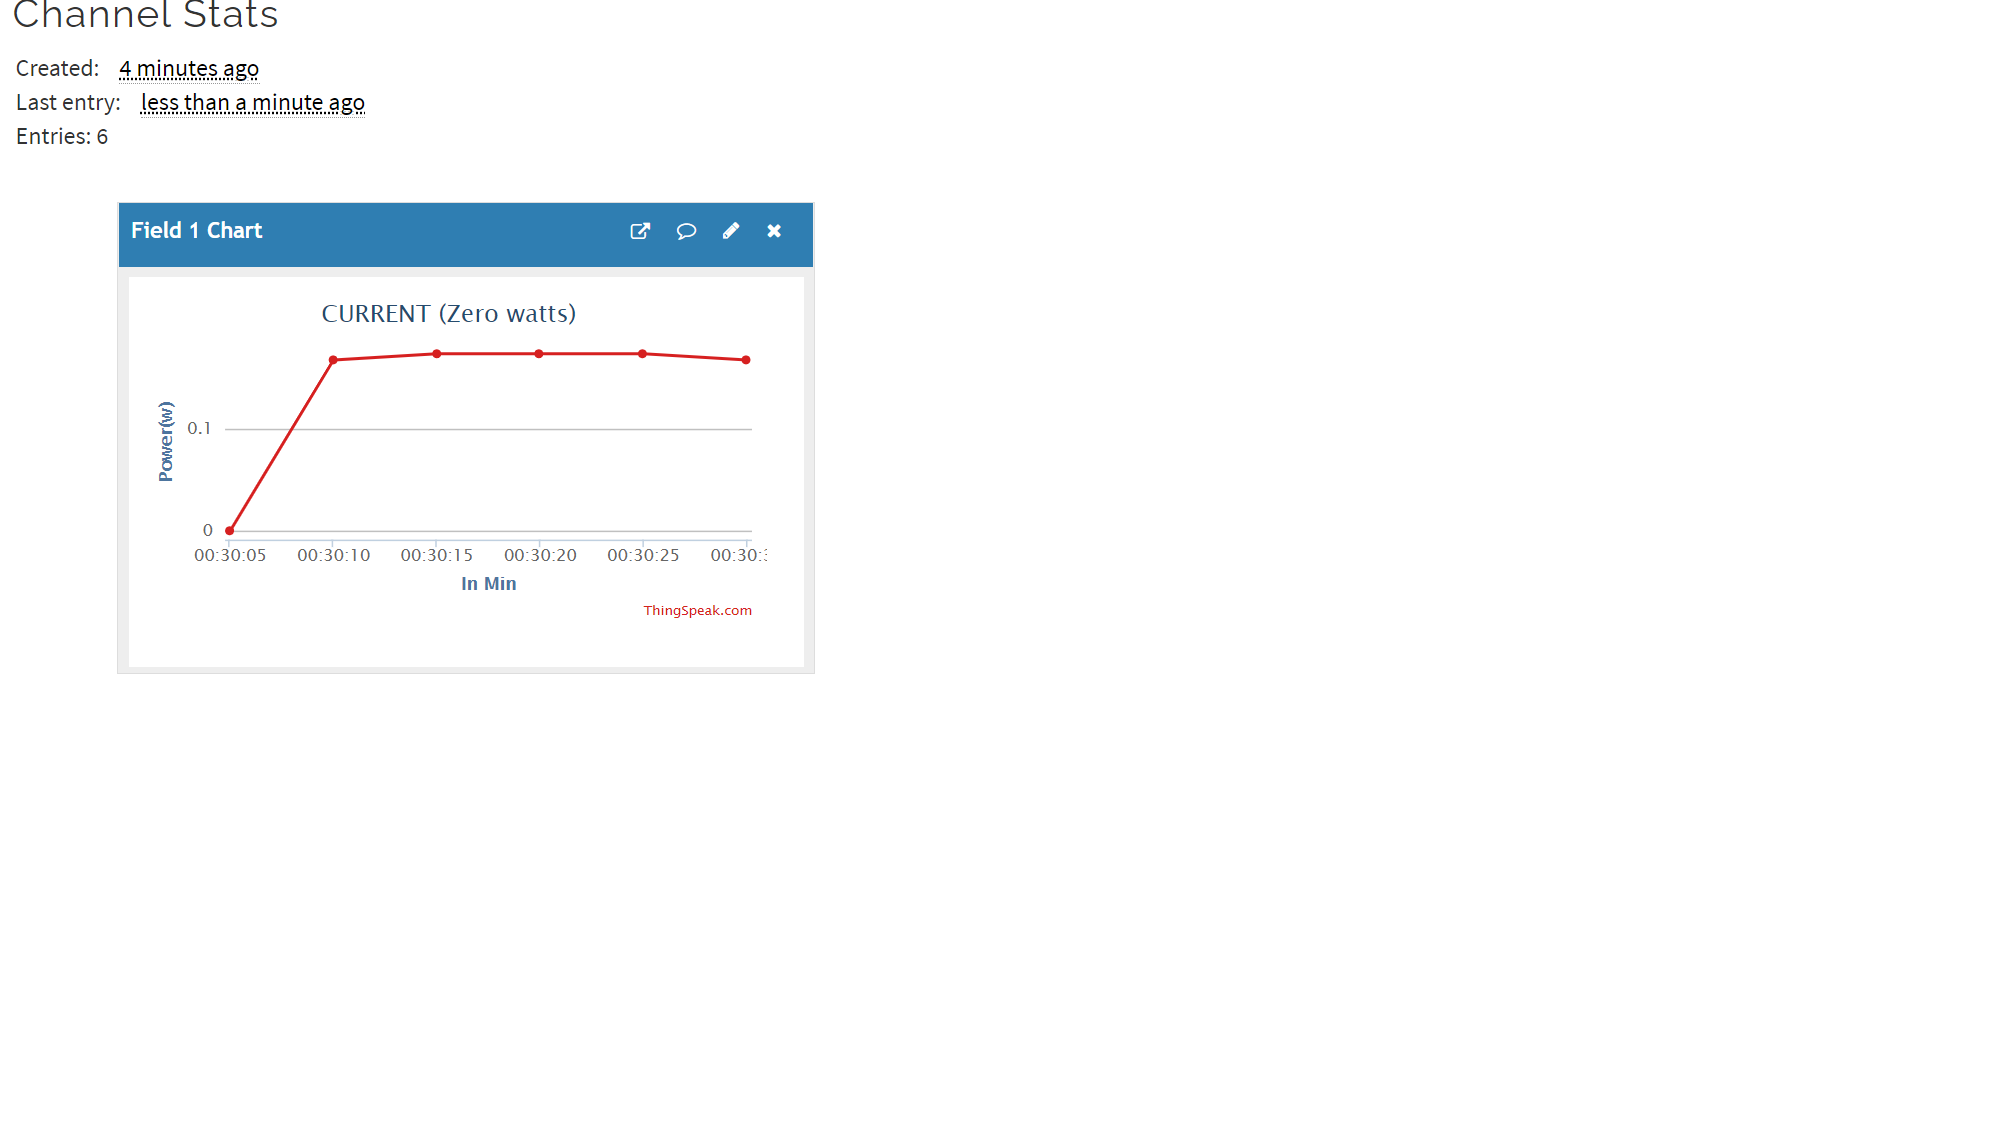 Channel Stats
Created: 4 minutes ago
Last entry: less than a minute ago
Entries: 6
Field 1 Chart
CURRENT (Zero watts)
Power(w)
0.1
0
00:30:05 00:30:10 00:30:15 00:30:20 00:30:25 00:30:
In Min
ThingSpeak.com